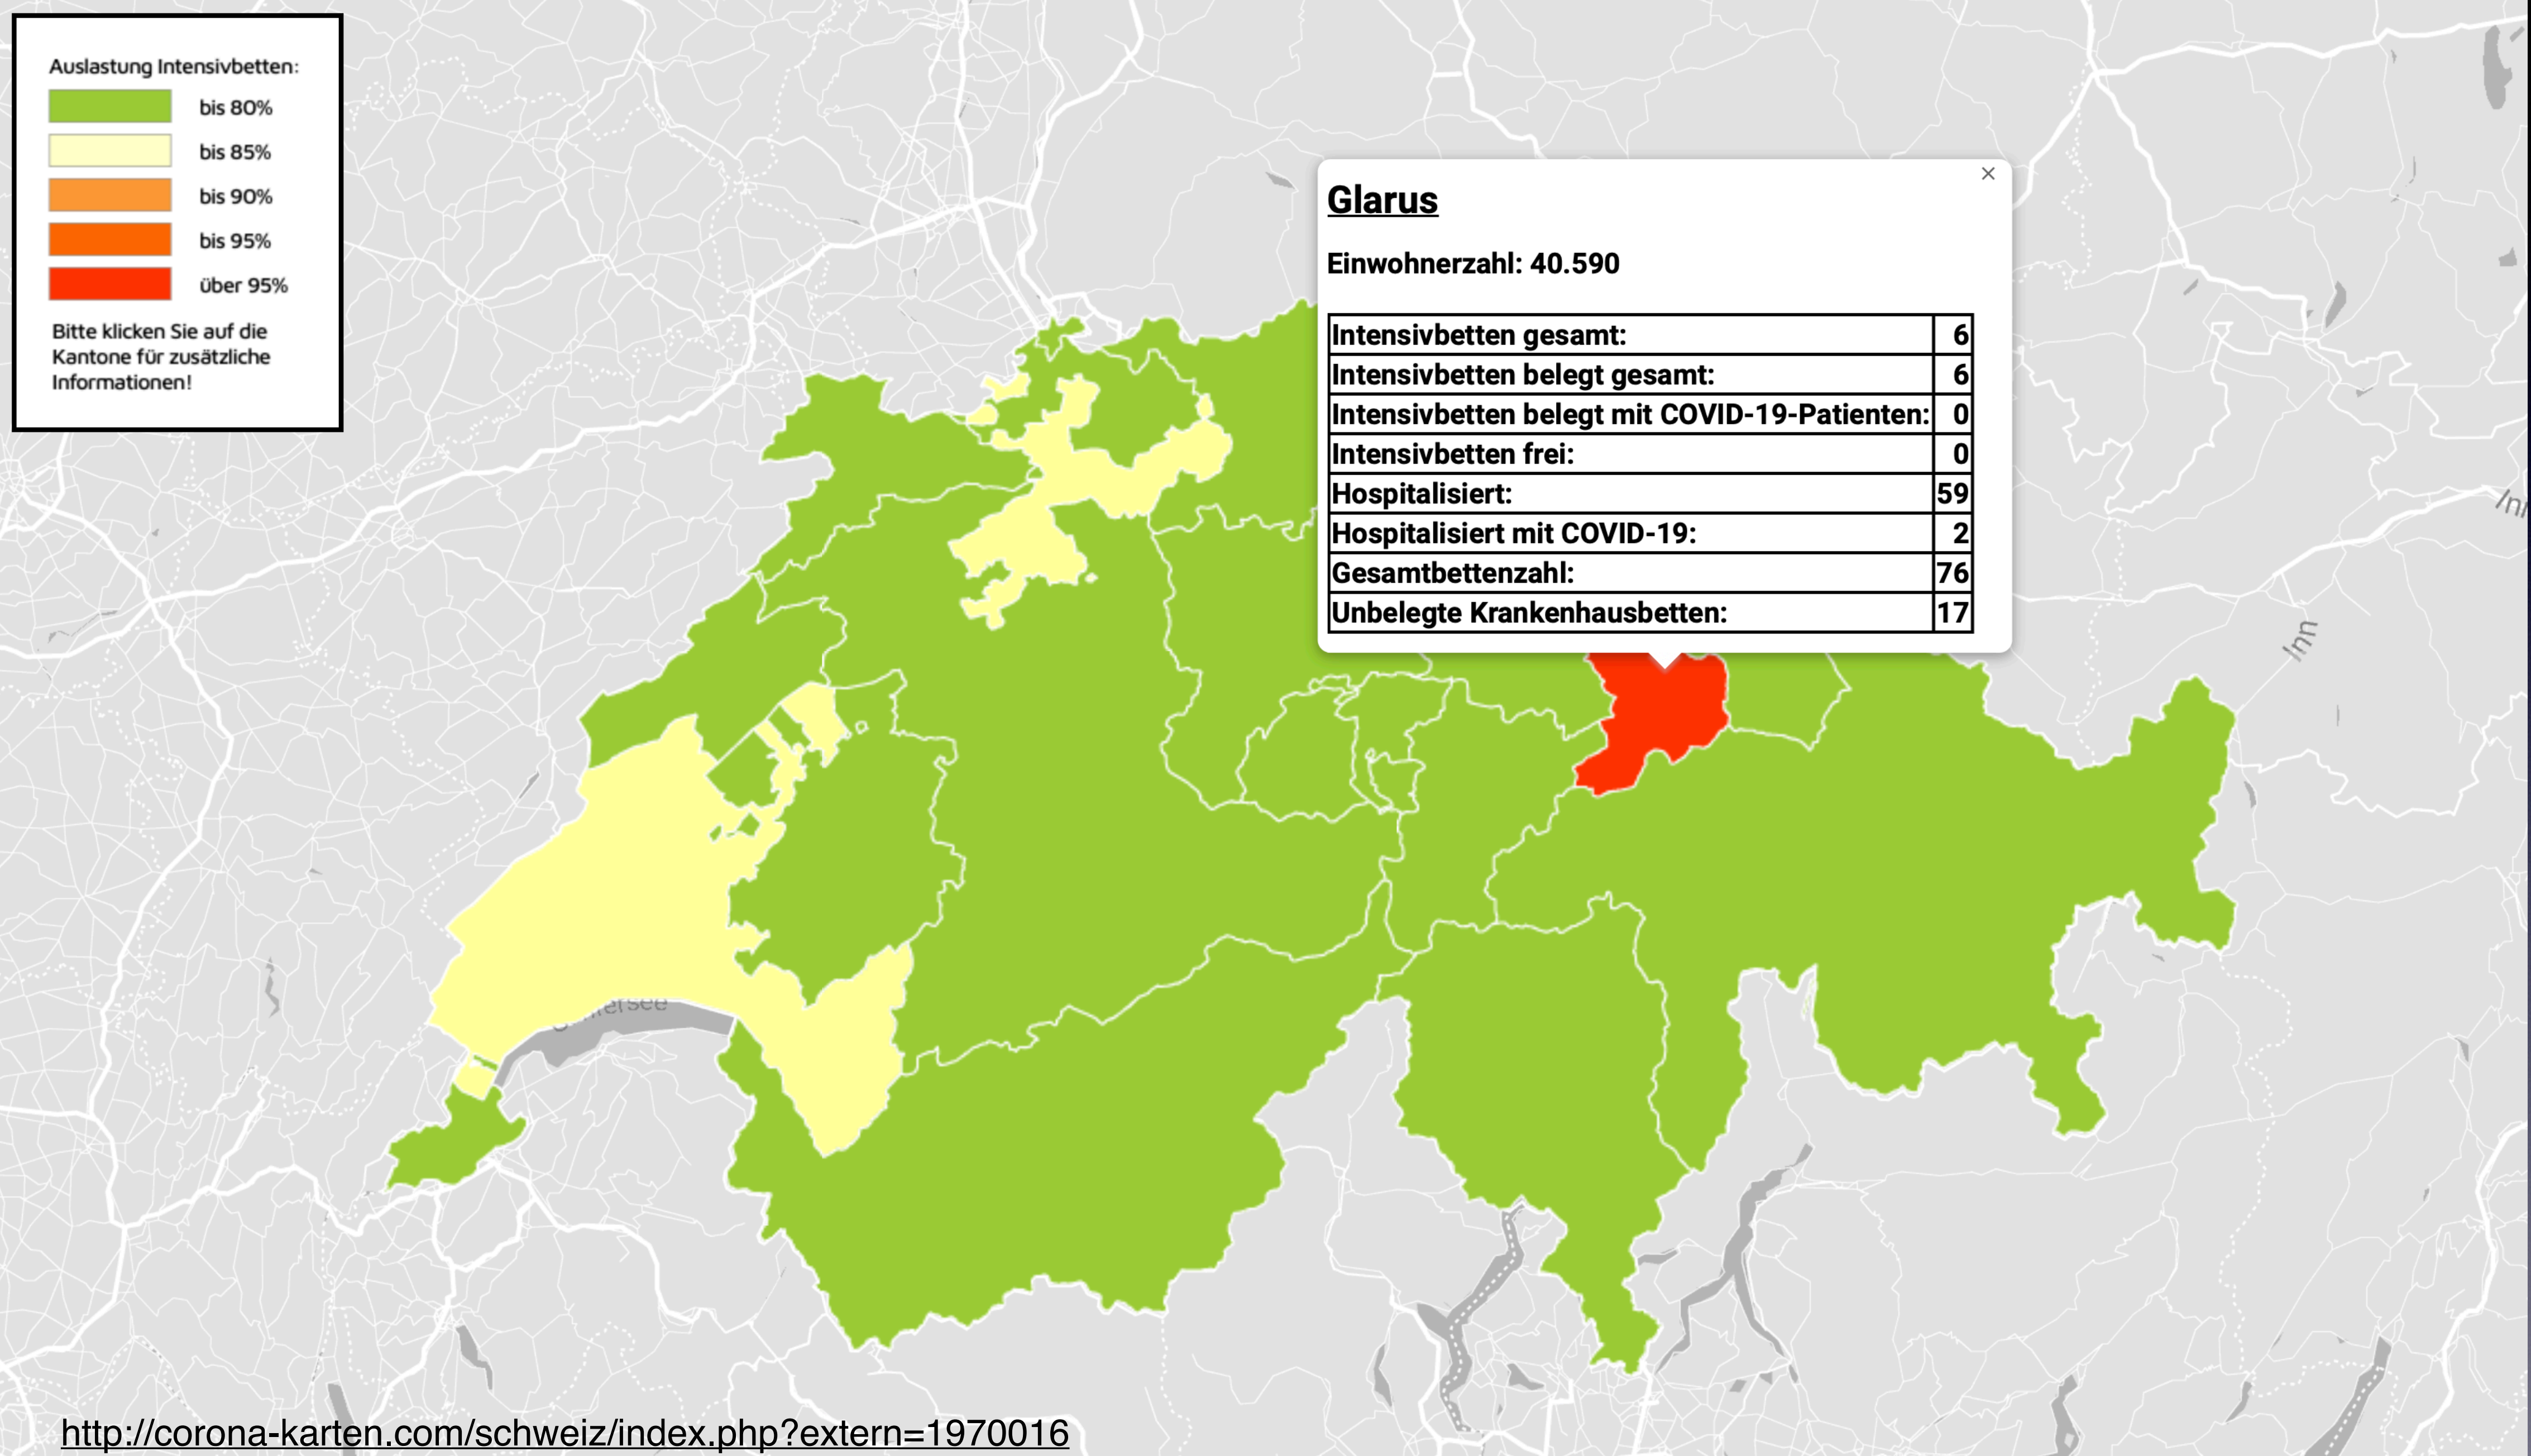 Auslastung Intensivbetten:
bis 80%
bis 85%
bis 90%
bis 95%
über 95%
Bitte klicken Sie auf die
Kantone für zusätzliche
Informationen!
×
Glarus
Einwohnerzahl: 40.590
Intensivbetten gesamt: 6
Intensivbetten belegt gesamt: 6
Intensivbetten belegt mit COVID-19-Patienten: 0
Intensivbetten frei: 0
Hospitalisiert: 59
Hospitalisiert mit COVID-19: 2
Gesamtbettenzahl: 76
Unbelegte Krankenhausbetten: 17
Inn
http://corona-karten.com/schweiz/index.php?extern=1970016